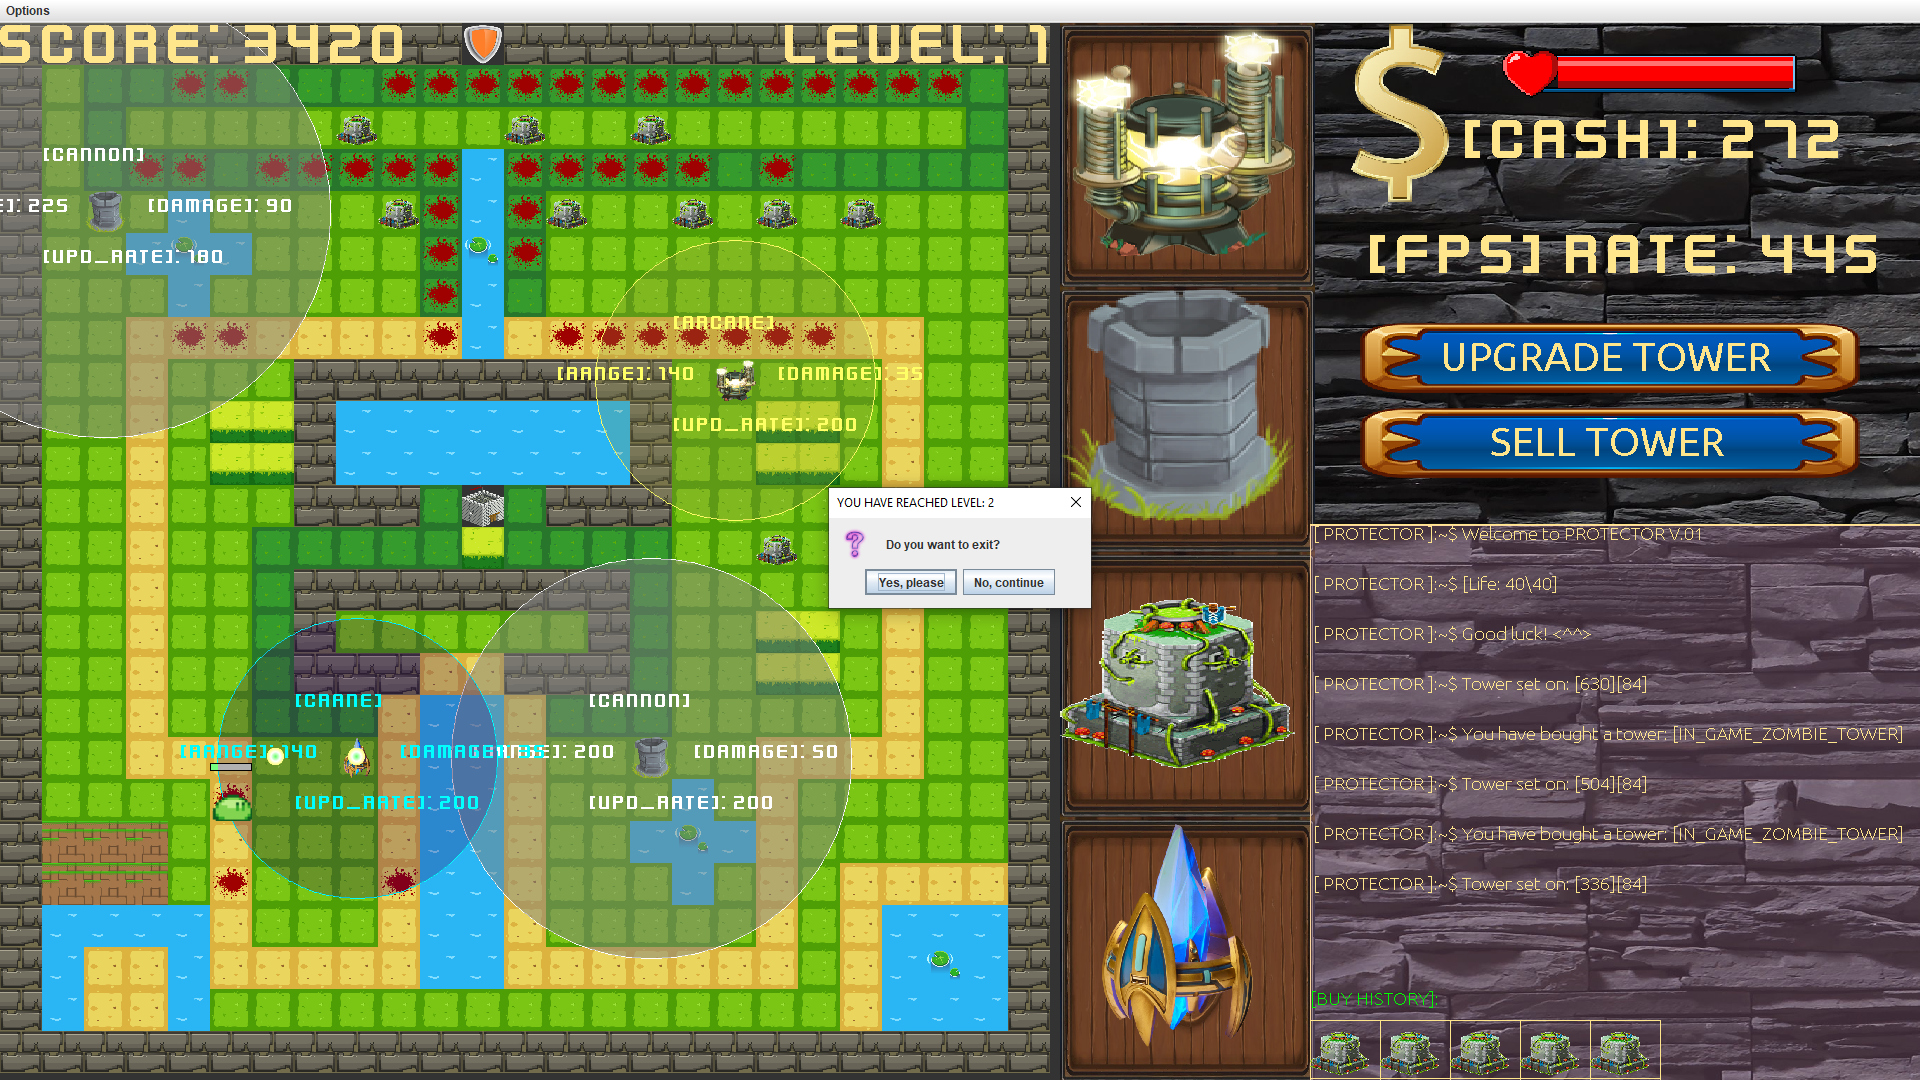 Options
SCORE: 3420
LEVEL: 1
[CASH]: 272
[FPS] RATE: 445
UPGRADE TOWER
SELL TOWER
[CANNON]
E]: 225
[DAMAGE]: 90
[UPD_RATE]: 180
[ARCANE]
[RANGE]: 140
[DAMAGE]: 35
[UPD_RATE]: 200
YOU HAVE REACHED LEVEL: 2
Do you want to exit?
Yes, please
No, continue
[CRANE]
[RANGE]: 140
[UPD_RATE]: 200
[CANNON]
[DAMAGE]: 50
[UPD_RATE]: 200
[ PROTECTOR ]:~$ Welcome to PROTECTOR V.01
[ PROTECTOR ]:~$ [Life: 40\40]
[ PROTECTOR ]:~$ Good luck! <^^>
[ PROTECTOR ]:~$ Tower set on: [630][84]
[ PROTECTOR ]:~$ You have bought a tower: [IN_GAME_ZOMBIE_TOWER]
[ PROTECTOR ]:~$ Tower set on: [504][84]
[ PROTECTOR ]:~$ You have bought a tower: [IN_GAME_ZOMBIE_TOWER]
[ PROTECTOR ]:~$ Tower set on: [336][84]
[BUY HISTORY]: